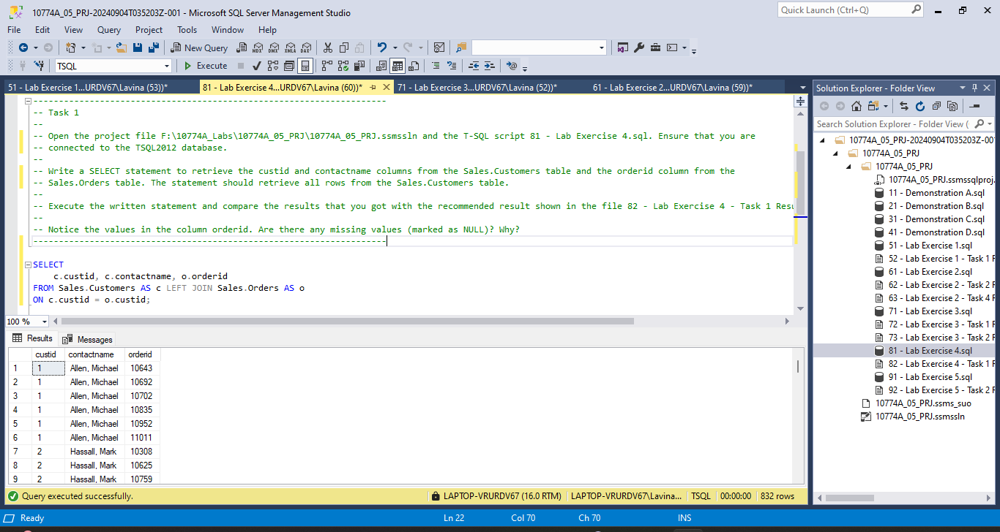 10774A_05_PRJ-20240904T035203Z-001 - Microsoft SQL Server Management Studio
Quick Launch (Ctrl+Q)
File Edit View Query Project Tools Window Help
New Query MDX DMX XMLA DAX
TSQL Execute
51 - Lab Exercise 1...URDV67\Lavina (53))* 81 - Lab Exercise 4...URDV67\Lavina (60))* 71 - Lab Exercise 3...URDV67\Lavina (52))* 61 - Lab Exercise 2...URDV67\Lavina (59))*
---------------------------------------------------------------------
-- Task 1
--
-- Open the project file F:\10774A_Labs\10774A_05_PRJ\10774A_05_PRJ.ssmssln and the T-SQL script 81 - Lab Exercise 4.sql. Ensure that you are
-- connected to the TSQL2012 database.
--
-- Write a SELECT statement to retrieve the custid and contactname columns from the Sales.Customers table and the orderid column from the
-- Sales.Orders table. The statement should retrieve all rows from the Sales.Customers table.
--
-- Execute the written statement and compare the results that you got with the recommended result shown in the file 82 - Lab Exercise 4 - Task 1 Resu
--
-- Notice the values in the column orderid. Are there any missing values (marked as NULL)? Why?
---------------------------------------------------------------------
SELECT
c.custid, c.contactname, o.orderid
FROM Sales.Customers AS c LEFT JOIN Sales.Orders AS o
ON c.custid = o.custid;
100 %
Results Messages
custid contactname orderid
1 1 Allen, Michael 10643
2 1 Allen, Michael 10692
3 1 Allen, Michael 10702
4 1 Allen, Michael 10835
5 1 Allen, Michael 10952
6 1 Allen, Michael 11011
7 2 Hassall, Mark 10308
8 2 Hassall, Mark 10625
9 2 Hassall, Mark 10759
Query executed successfully. LAPTOP-VRURDV67 (16.0 RTM) LAPTOP-VRURDV67\Lavina... TSQL 00:00:00 832 rows
Solution Explorer - Folder View
Search Solution Explorer - Folder View (
10774A_05_PRJ-20240904T035203Z-00
10774A_05_PRJ
10774A_05_PRJ
10774A_05_PRJ.ssmssqlproj.
11 - Demonstration A.sql
21 - Demonstration B.sql
31 - Demonstration C.sql
41 - Demonstration D.sql
51 - Lab Exercise 1.sql
52 - Lab Exercise 1 - Task 1 R
61 - Lab Exercise 2.sql
62 - Lab Exercise 2 - Task 2 R
63 - Lab Exercise 2 - Task 4 R
71 - Lab Exercise 3.sql
72 - Lab Exercise 3 - Task 1 R
73 - Lab Exercise 3 - Task 2 R
81 - Lab Exercise 4.sql
82 - Lab Exercise 4 - Task 1 R
91 - Lab Exercise 5.sql
92 - Lab Exercise 5 - Task 2 R
10774A_05_PRJ.ssms_suo
10774A_05_PRJ.ssmssln
Ready Ln 22 Col 70 Ch 70 INS